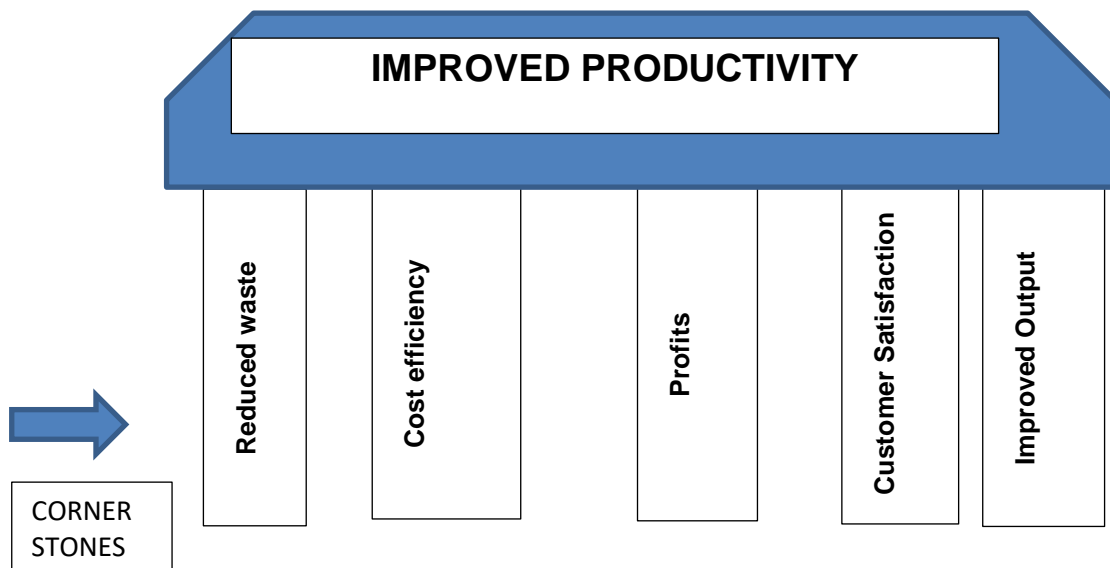 IMPROVED PRODUCTIVITY
Reduced waste
Cost efficiency
Profits
Customer Satisfaction
Improved Output
CORNER
STONES